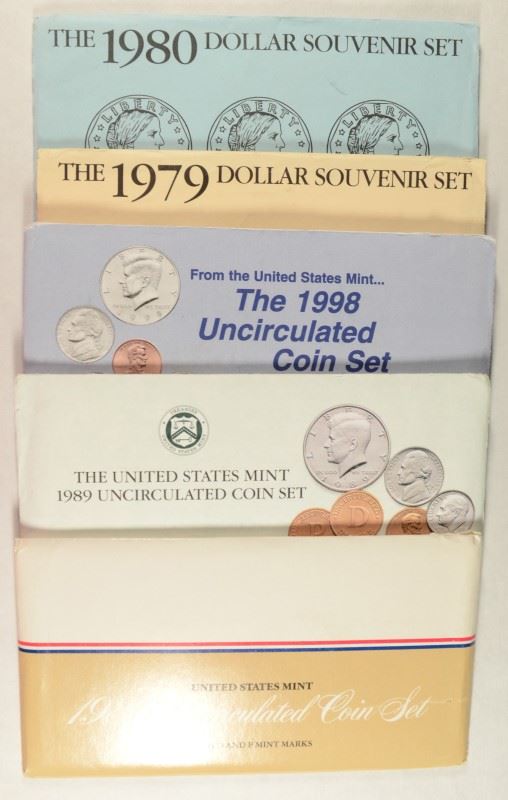 THE 1980 DOLLAR SOUVENIR SET
LIBERTY LIBERTY LIBERTY
THE 1979 DOLLAR SOUVENIR SET
From the United States Mint...
The 1998
Uncirculated
Coin Set
THE UNITED STATES MINT
1989 UNCIRCULATED COIN SET
LIBERTY
1989
D D
UNITED STATES MINT
Coin Set
AND P MINT MARKS